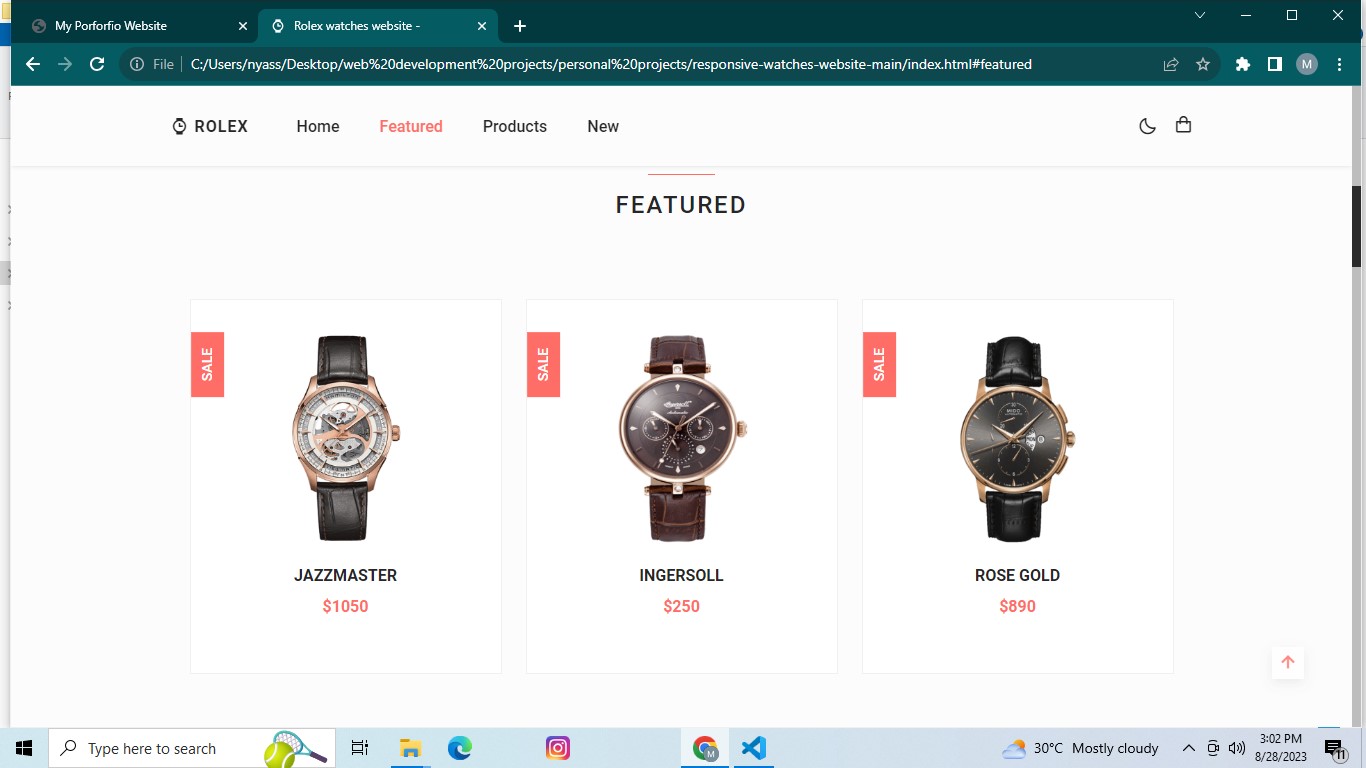 My Porforfio Website
Rolex watches website -
File
C:/Users/nyass/Desktop/web%20development%20projects/personal%20projects/responsive-watches-website-main/index.html#featured
M
ROLEX
Home
Featured
Products
New
FEATURED
SALE
SALE
SALE
MIDO
MON
JAZZMASTER
INGERSOLL
ROSE GOLD
$1050
$250
$890
Type here to search
M
30°C Mostly cloudy
3:02 PM
8/28/2023
11